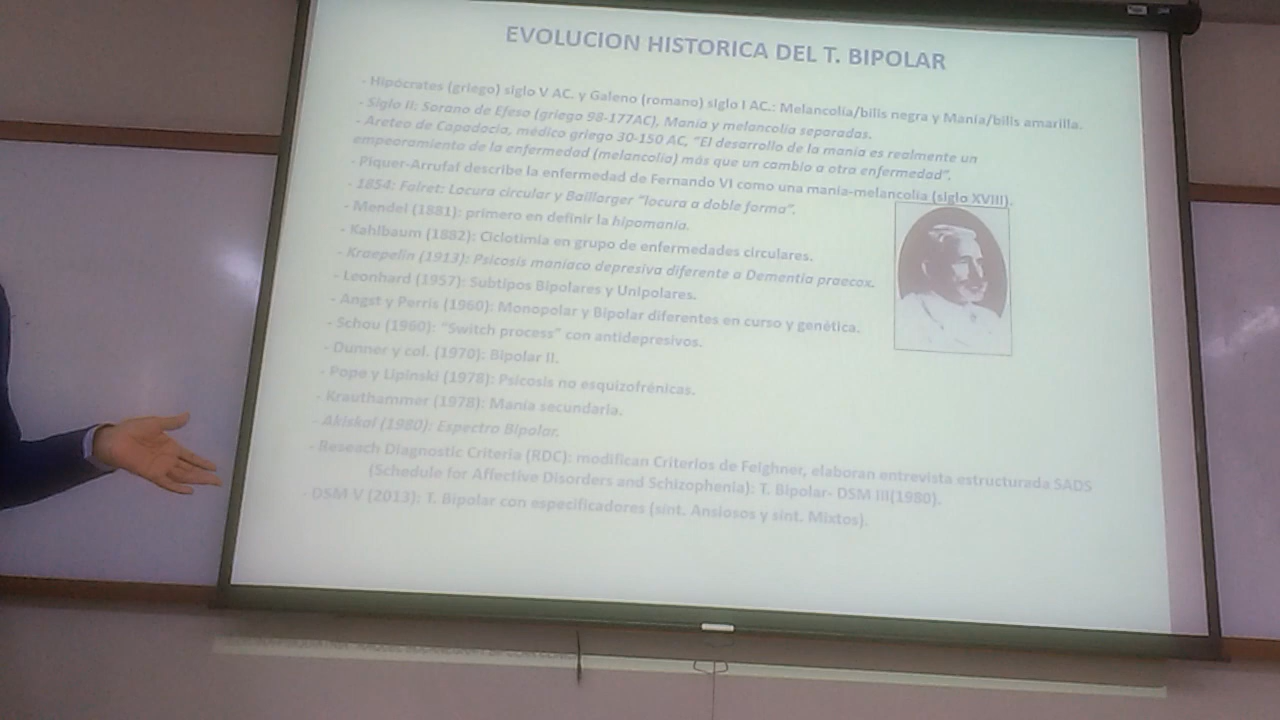 EVOLUCION HISTORICA DEL T. BIPOLAR
- Hipócrates (griego) siglo V AC. y Galeno (romano) siglo I AC.: Melancolía/bilis negra y Manía/bilis amarilla.
- Siglo II: Sorano de Efeso (griego 98-177AC), Manía y melancolía separadas.
- Areteo de Capadocia, médico griego 30-150 AC, "El desarrollo de la manía es realmente un
empeoramiento de la enfermedad (melancolía) más que un cambio a otra enfermedad".
- Piquer-Arrufat describe la enfermedad de Fernando VI como una manía-melancolía (siglo XVIII).
- 1854: Falret: Locura circular y Baillarger "locura a doble forma".
- Mendel (1881): primero en definir la hipomanía.
- Kahlbaum (1882): Ciclotimia en grupo de enfermedades circulares.
- Kraepelin (1913): Psicosis maníaco depresiva diferente a Dementia praecox.
- Leonhard (1957): Subtipos Bipolares y Unipolares.
- Angst y Perris (1960): Monopolar y Bipolar diferentes en curso y genética.
- Schou (1960): "Switch process" con antidepresivos.
- Dunner y col. (1970): Bipolar II.
- Pope y Lipinski (1978): Psicosis no esquizofrénicas.
- Krauthammer (1978): Manía secundaria.
- Akiskal (1980): Espectro Bipolar.
- Reseach Diagnostic Criteria (RDC): modifican Criterios de Feighner, elaboran entrevista estructurada SADS
(Schedule for Affective Disorders and Schizophenia): T. Bipolar- DSM III(1980).
- DSM V (2013): T. Bipolar con especificadores (sínt. Ansiosos y sínt. Mixtos).